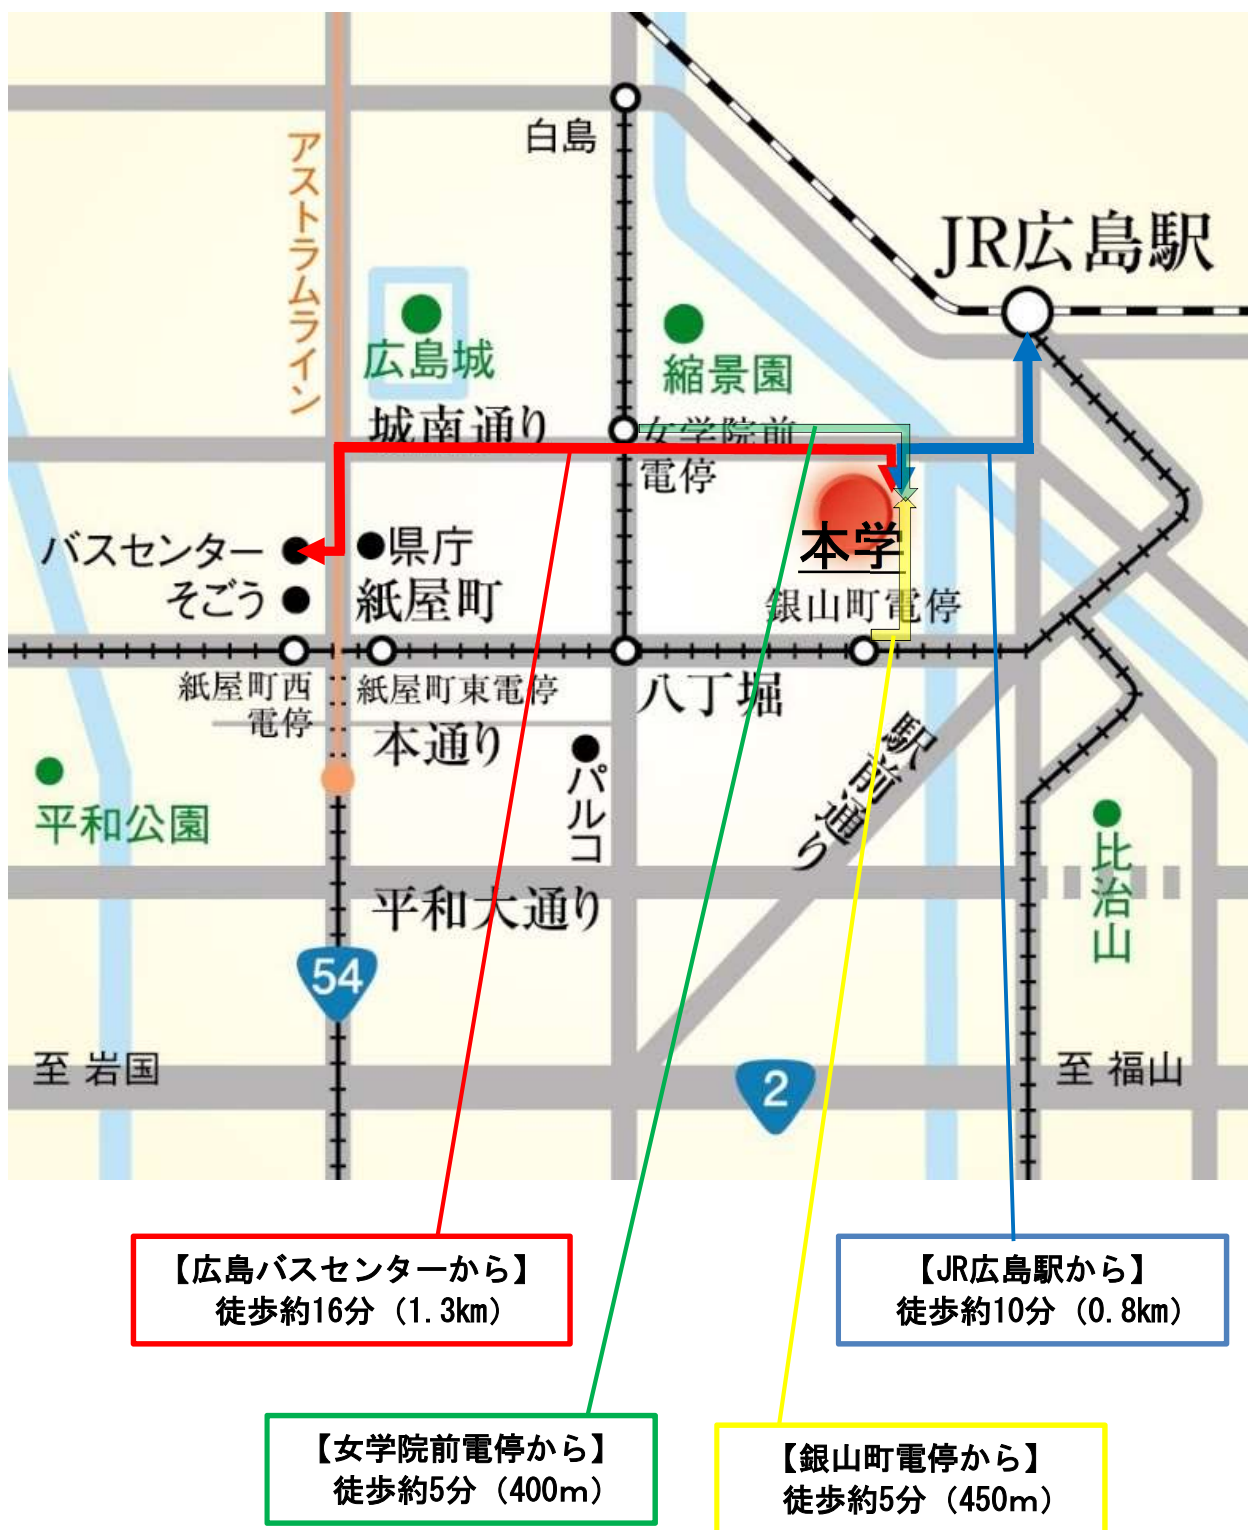 白島
アストラムライン
JR広島駅
広島城
縮景園
城南通り
女学院前
電停
バスセンター
県庁
本学
そごう
紙屋町
銀山町電停
紙屋町西
電停
紙屋町東電停
八丁堀
本通り
駅前通り
パルコ
平和公園
比治山
平和大通り
54
至 岩国
2
至 福山
【広島バスセンターから】
徒歩約16分（1.3km）
【JR広島駅から】
徒歩約10分（0.8km）
【女学院前電停から】
徒歩約5分（400m）
【銀山町電停から】
徒歩約5分（450m）